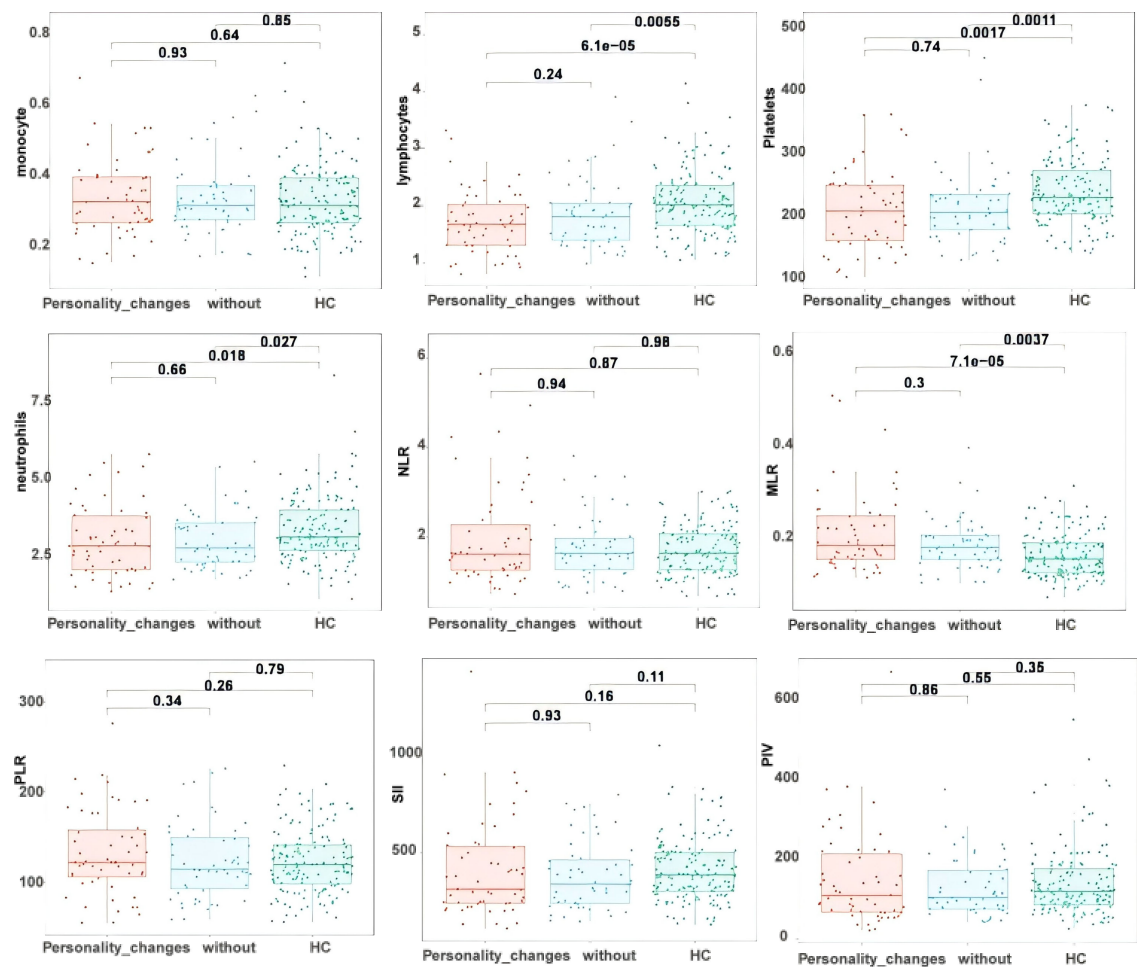 monocyte
0.8
0.6
0.4
0.2
0.85
0.64
0.93
Personality_changes without HC
lymphocytes
5
4
3
2
1
0.0055
6.1e-05
0.24
Personality_changes without HC
Platelets
500
400
300
200
100
0.0011
0.0017
0.74
Personality_changes without HC
neutrophils
7.5
5.0
2.5
0.027
0.018
0.66
Personality_changes without HC
NLR
6
4
2
0.98
0.87
0.94
Personality_changes without HC
MLR
0.6
0.4
0.2
0.0037
7.1e-05
0.3
Personality_changes without HC
PLR
300
200
100
0.79
0.26
0.34
Personality_changes without HC
SII
1000
500
0.11
0.16
0.93
Personality_changes without HC
PIV
600
400
200
0
0.35
0.55
0.86
Personality_changes without HC